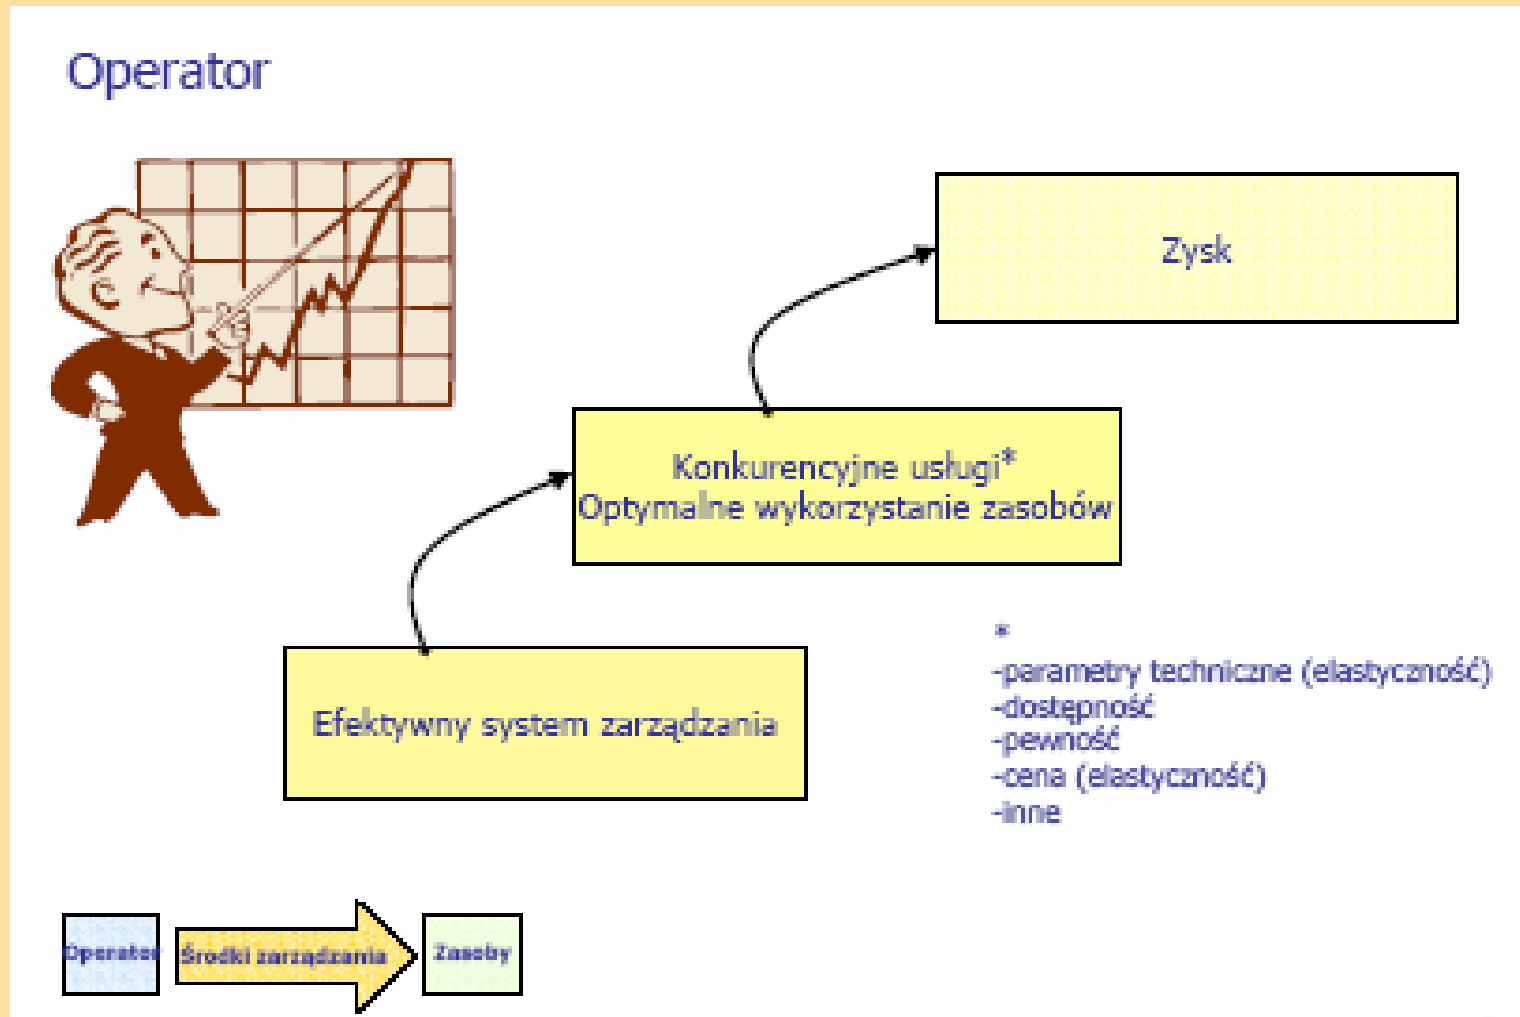 Operator
Zysk
Konkurencyjne usługi*
Optymalne wykorzystanie zasobów
Efektywny system zarządzania
*
-parametry techniczne (elastyczność)
-dostępność
-pewność
-cena (elastyczność)
-inne
Operator
Środki zarządzania
Zasoby